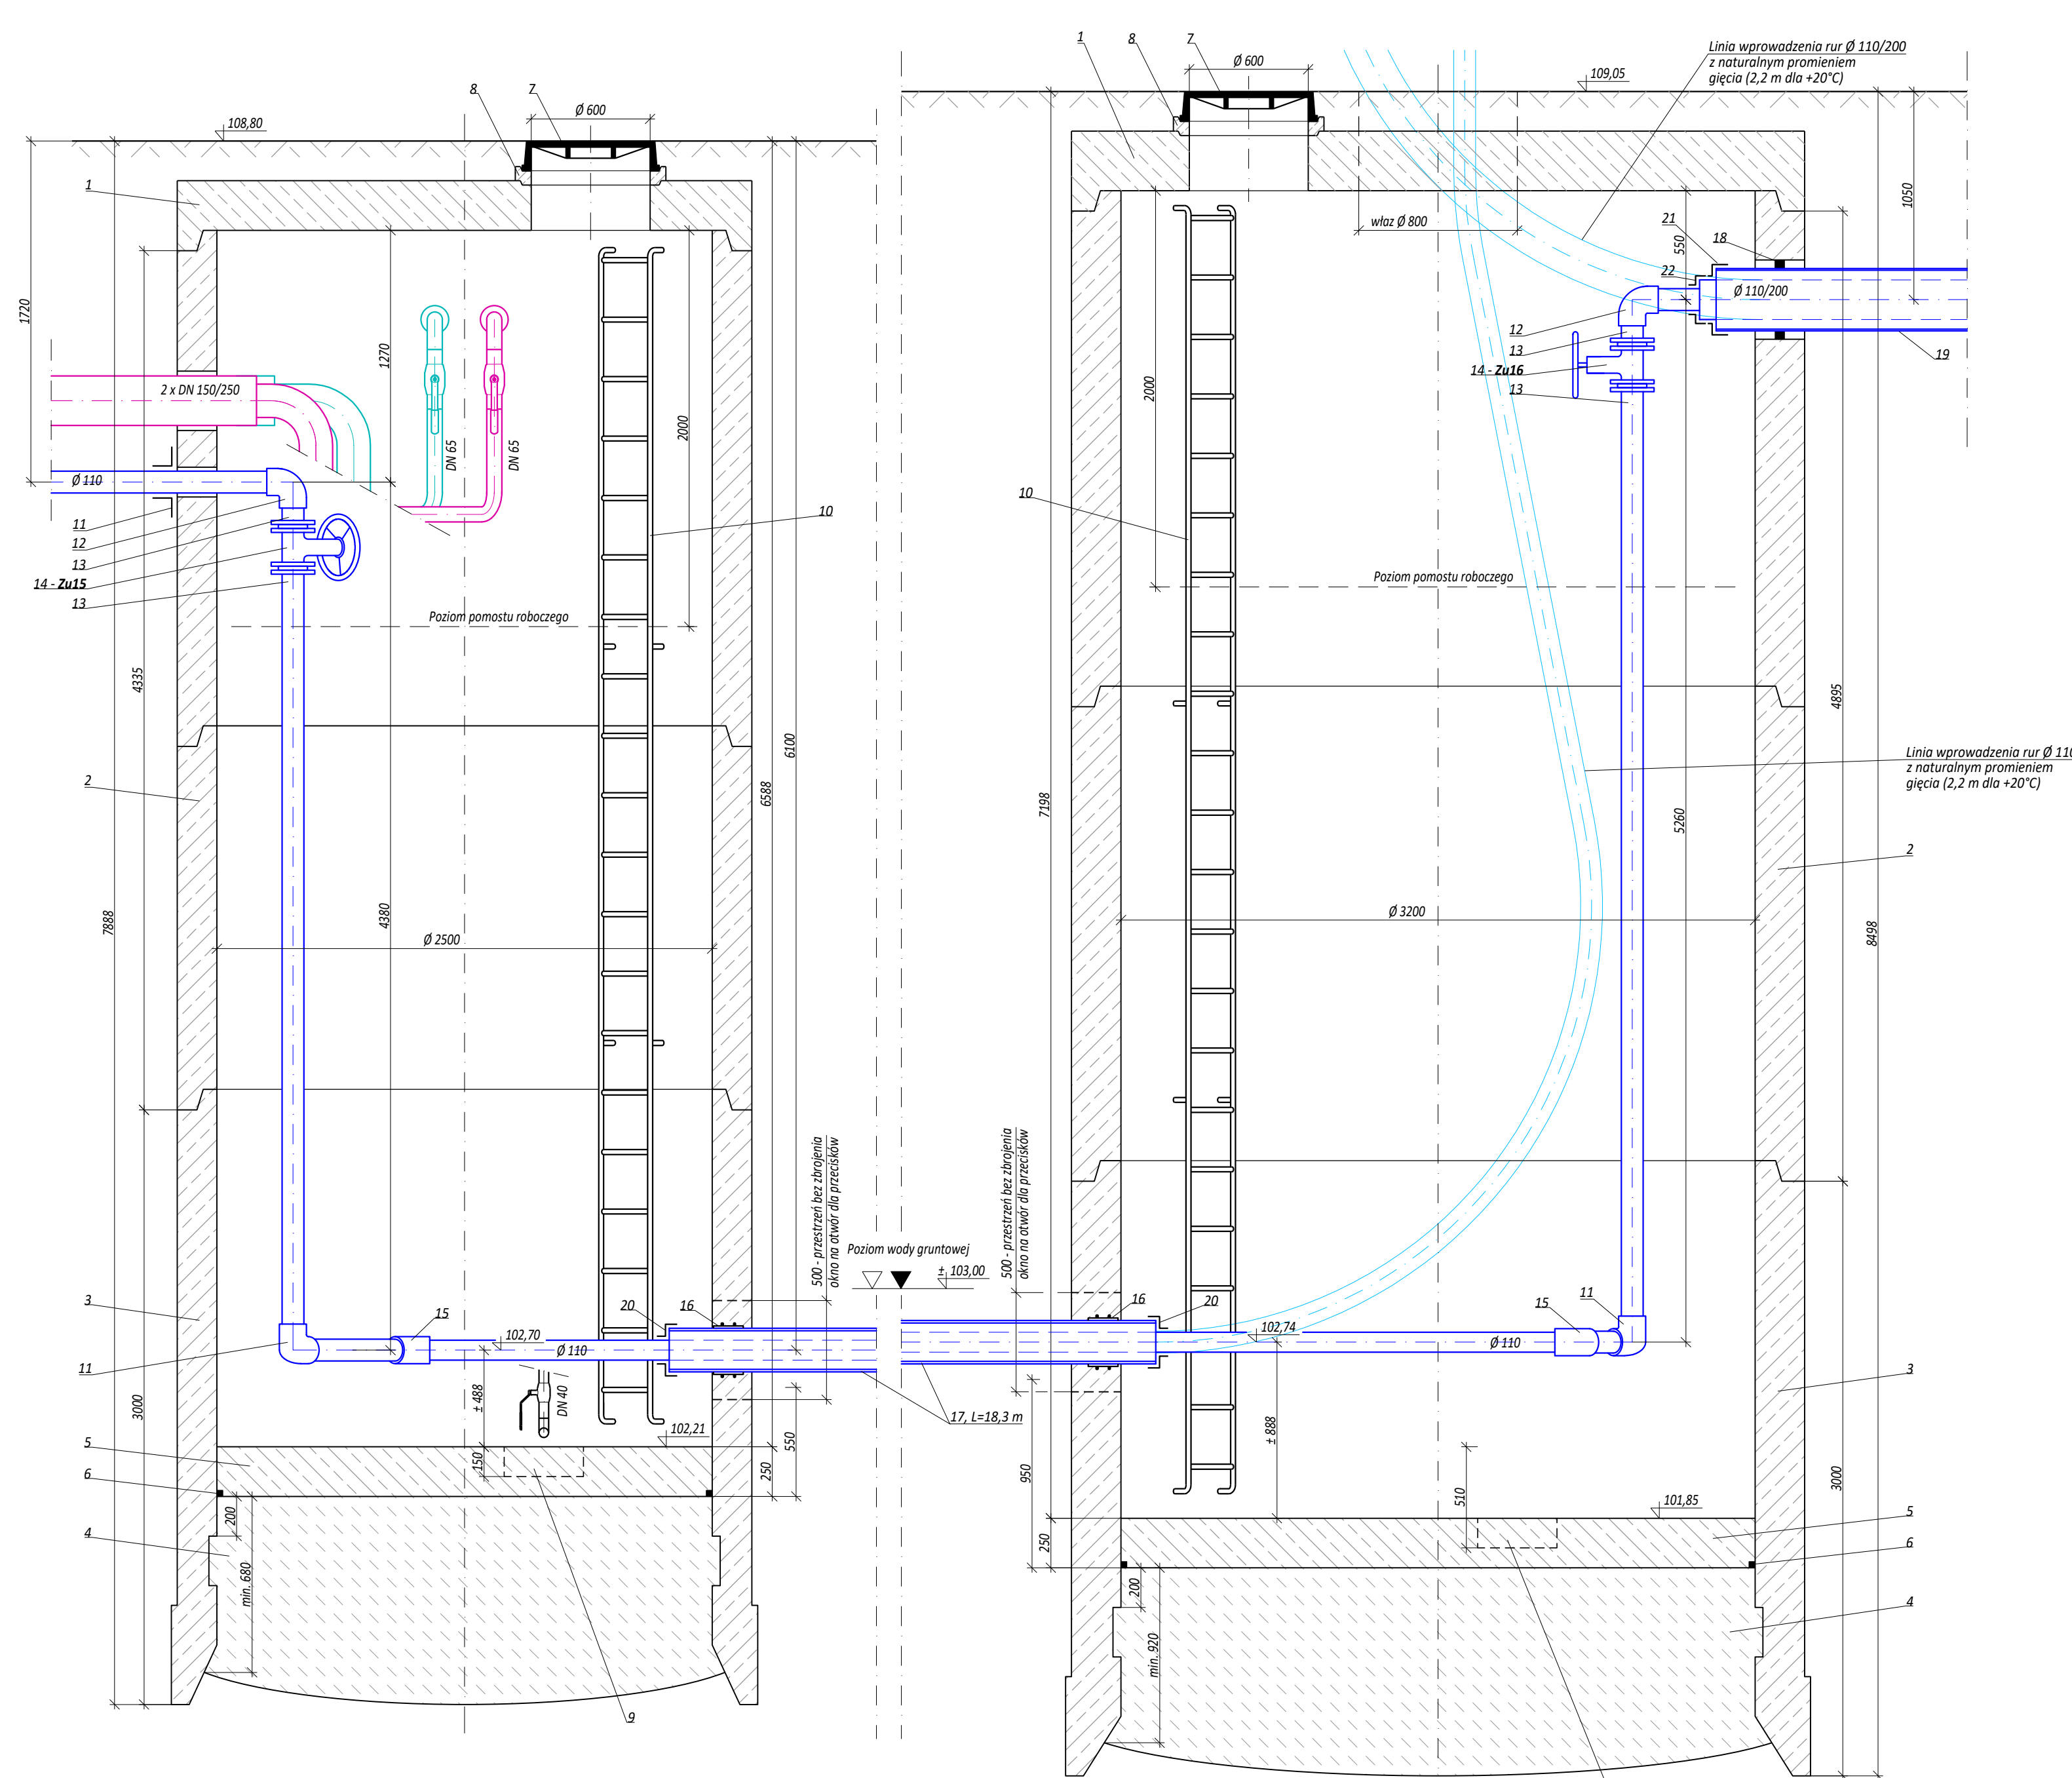 8
7
Ø 600
108,80
1
1720
1270
2 x DN 150/250
DN 65
DN 65
2000
Ø 110
11
12
13
14 - Zu15
13
10
Poziom pomostu roboczego
4335
6100
6588
2
7888
4380
Ø 2500
500 - przestrzeń bez zbrojenia
okno na otwór dla przecisków
3
20
16
15
102,70
Ø 110
11
± 488
DN 40
3000
102,21
550
5
150
250
6
200
4
min. 680
9
Poziom wody gruntowej
± 103,00
17, L=18,3 m
1
8
7
Ø 600
109,05
Linia wprowadzenia rur Ø 110/200
z naturalnym promieniem
gięcia (2,2 m dla +20°C)
1050
właz Ø 800
550
21
18
22
Ø 110/200
12
13
14 - Zu16
13
19
2000
10
Poziom pomostu roboczego
4895
Linia wprowadzenia rur Ø 110
z naturalnym promieniem
gięcia (2,2 m dla +20°C)
7198
5260
2
Ø 3200
8498
500 - przestrzeń bez zbrojenia
okno na otwór dla przecisków
16
20
102,74
15
11
Ø 110
3
± 888
950
510
3000
101,85
5
250
6
200
4
min. 920